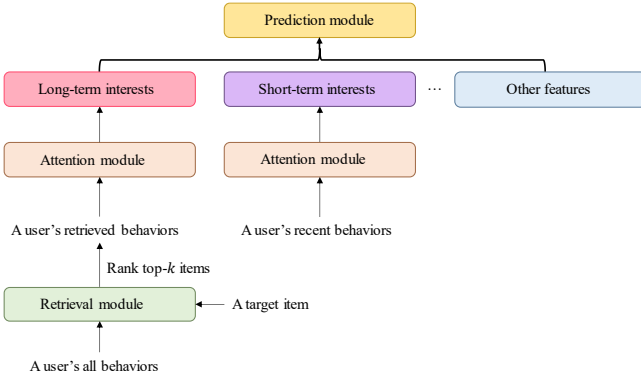 Prediction module
Long-term interests
Short-term interests
...
Other features
Attention module
Attention module
A user's retrieved behaviors
A user's recent behaviors
Rank top-k items
Retrieval module
A target item
A user's all behaviors